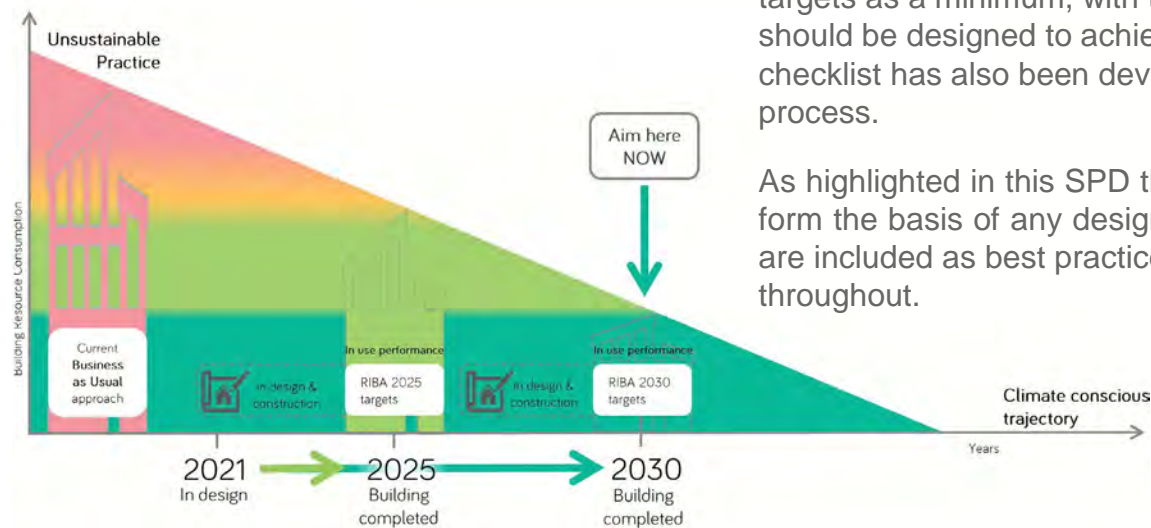 Unsustainable
Practice
Building Resource Consumption
Aim here
NOW
Current
Business
as Usual
approach
in design &
construction
In use performance
RIBA 2025
targets
in design &
construction
In use performance
RIBA 2030
targets
Climate conscious
trajectory
Years
2021
In design
2025
Building
completed
2030
Building
completed
targets as a minimum, with
should be designed to achie
checklist has also been dev
process.
As highlighted in this SPD t
form the basis of any desig
are included as best practice
throughout.